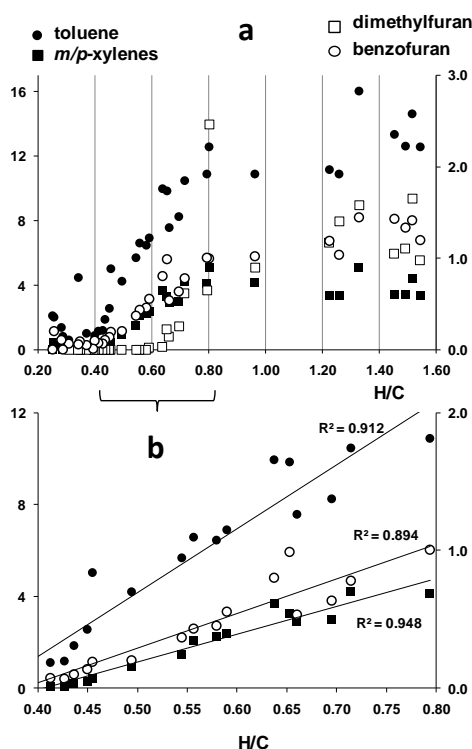 ● toluene
■ m/p-xylenes
a
□ dimethylfuran
○ benzofuran
16
12
8
4
0
3.0
2.0
1.0
0.0
0.20 0.40 0.60 0.80 1.00 1.20 1.40 1.60
H/C
b
12
10
8
6
4
2
0
2.0
1.0
0.0
R² = 0.912
R² = 0.894
R² = 0.948
0.40 0.45 0.50 0.55 0.60 0.65 0.70 0.75 0.80
H/C